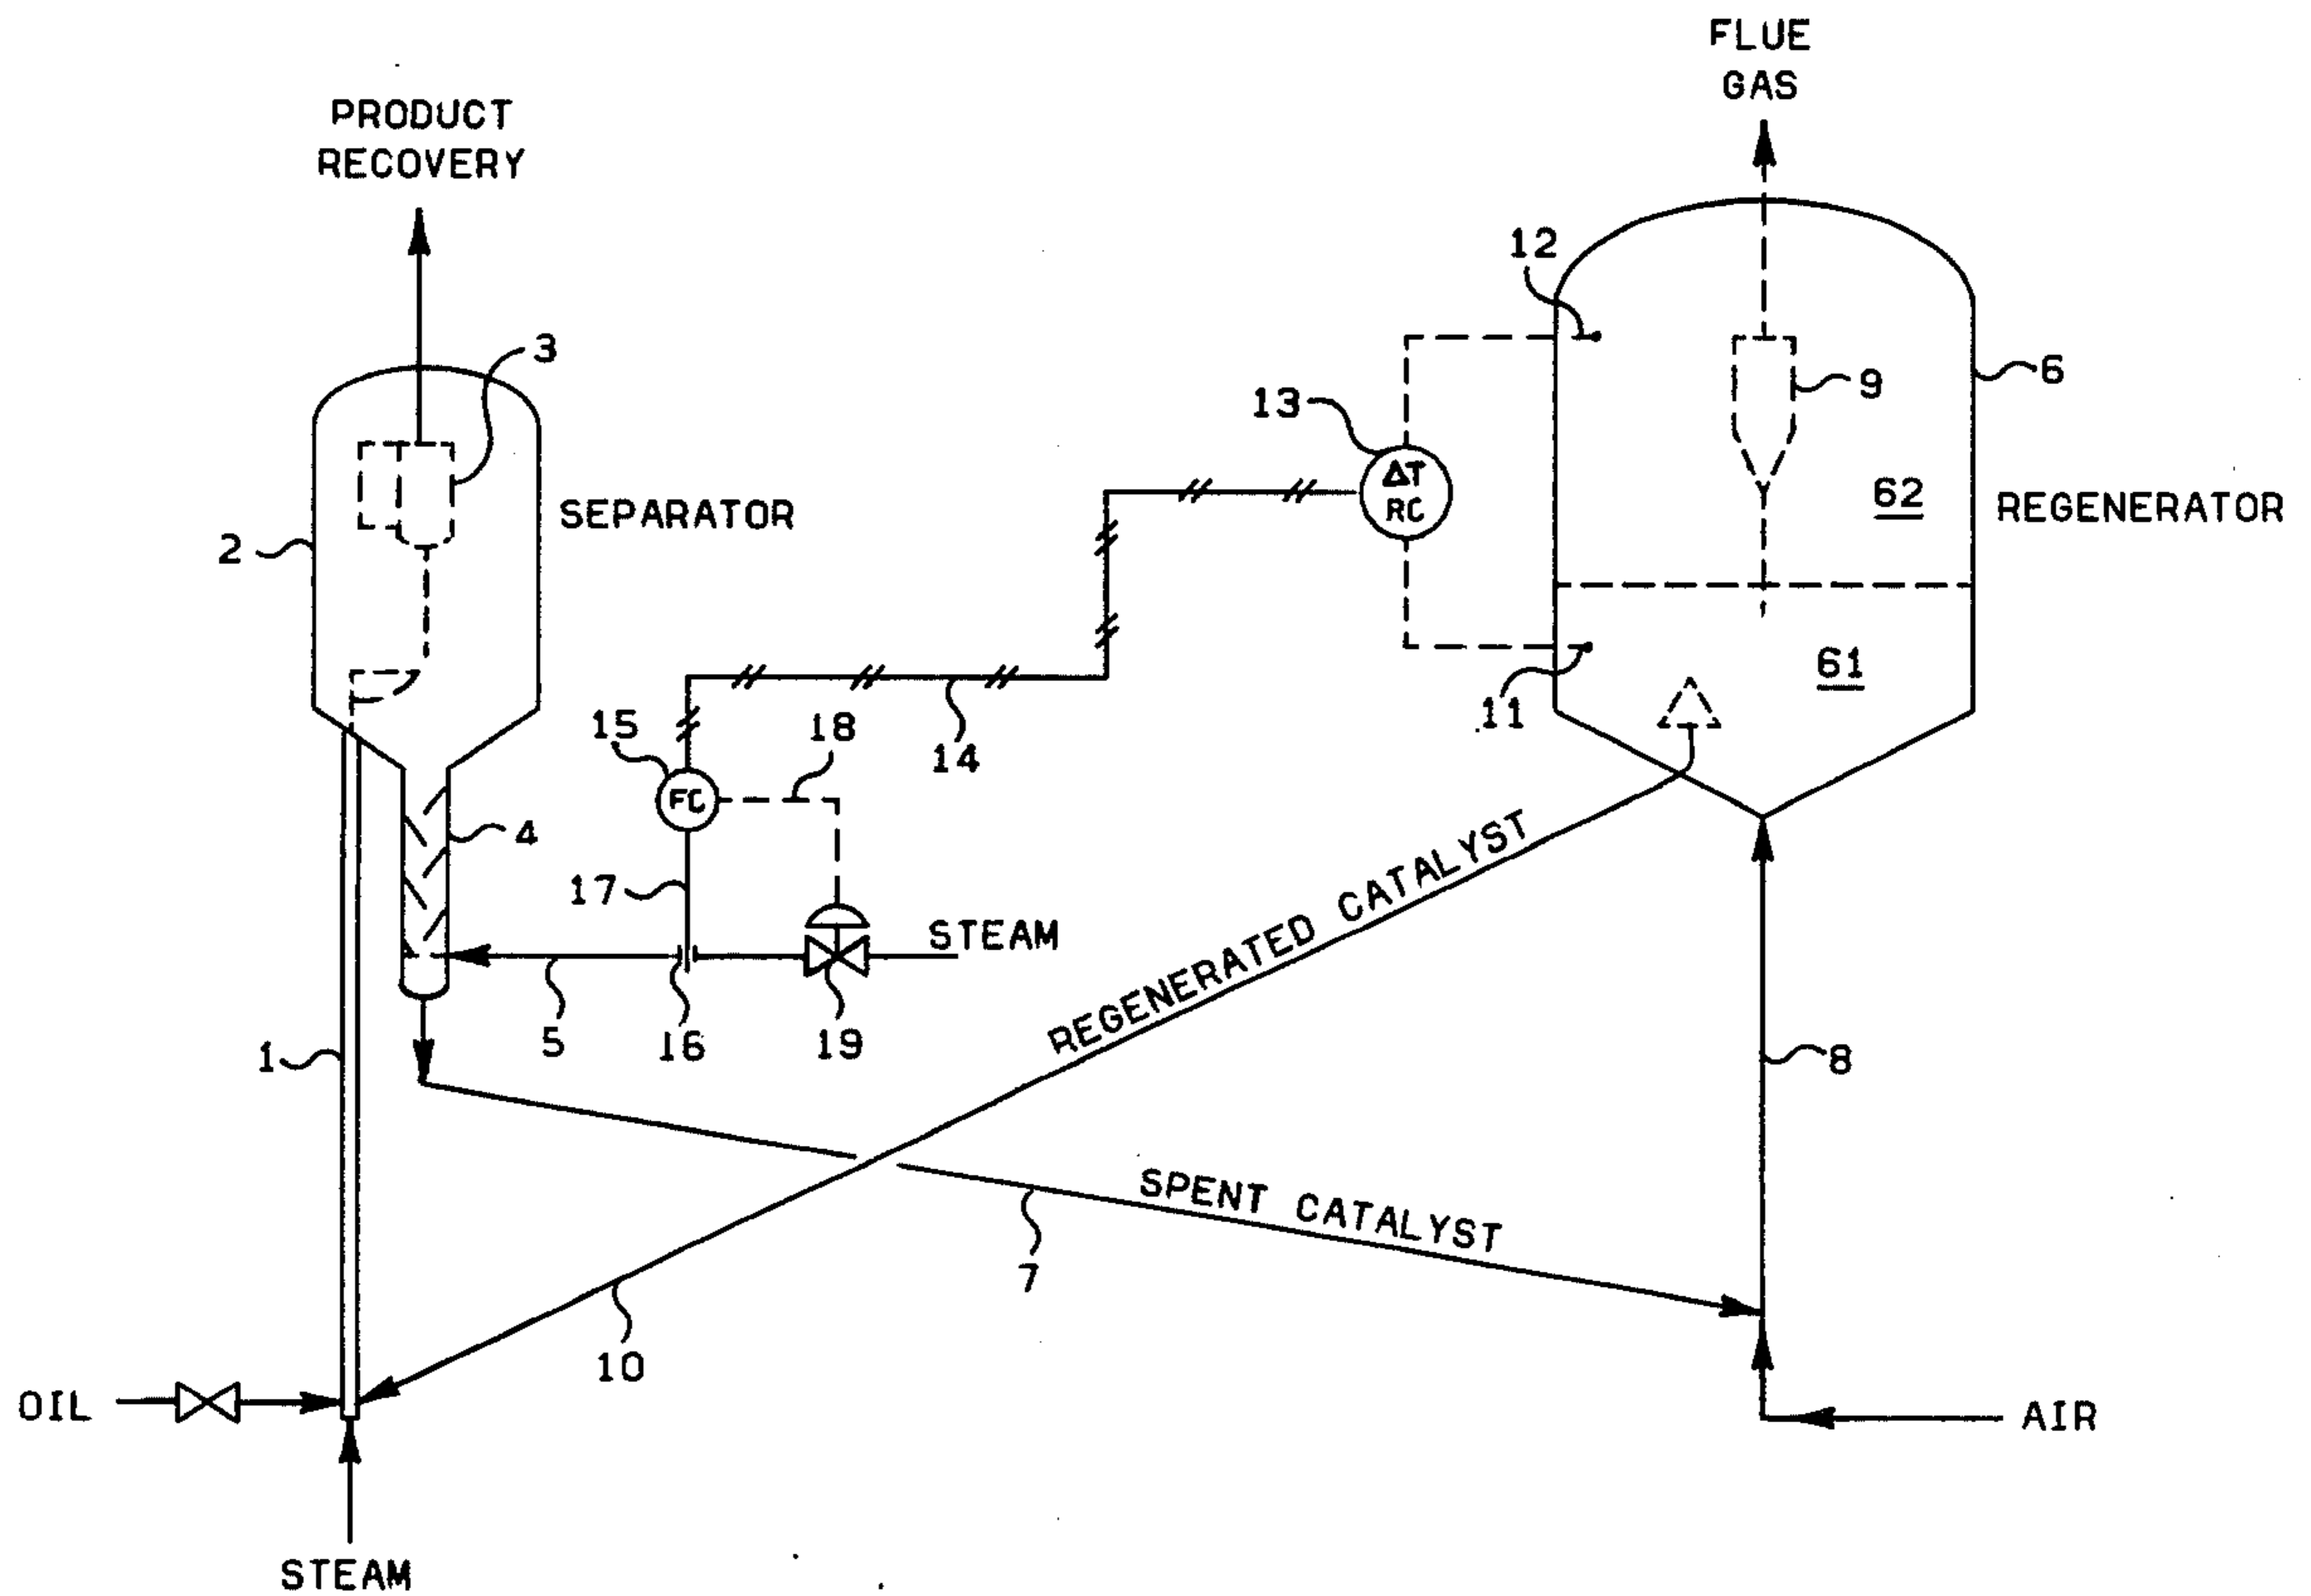 FLUE
GAS
PRODUCT
RECOVERY
12
3
13
6
9
ΔT
RC
62
REGENERATOR
SEPARATOR
2
61
11
15
18
14
FC
4
17
STEAM
REGENERATED CATALYST
5
16
19
1
8
SPENT CATALYST
7
10
OIL
AIR
STEAM